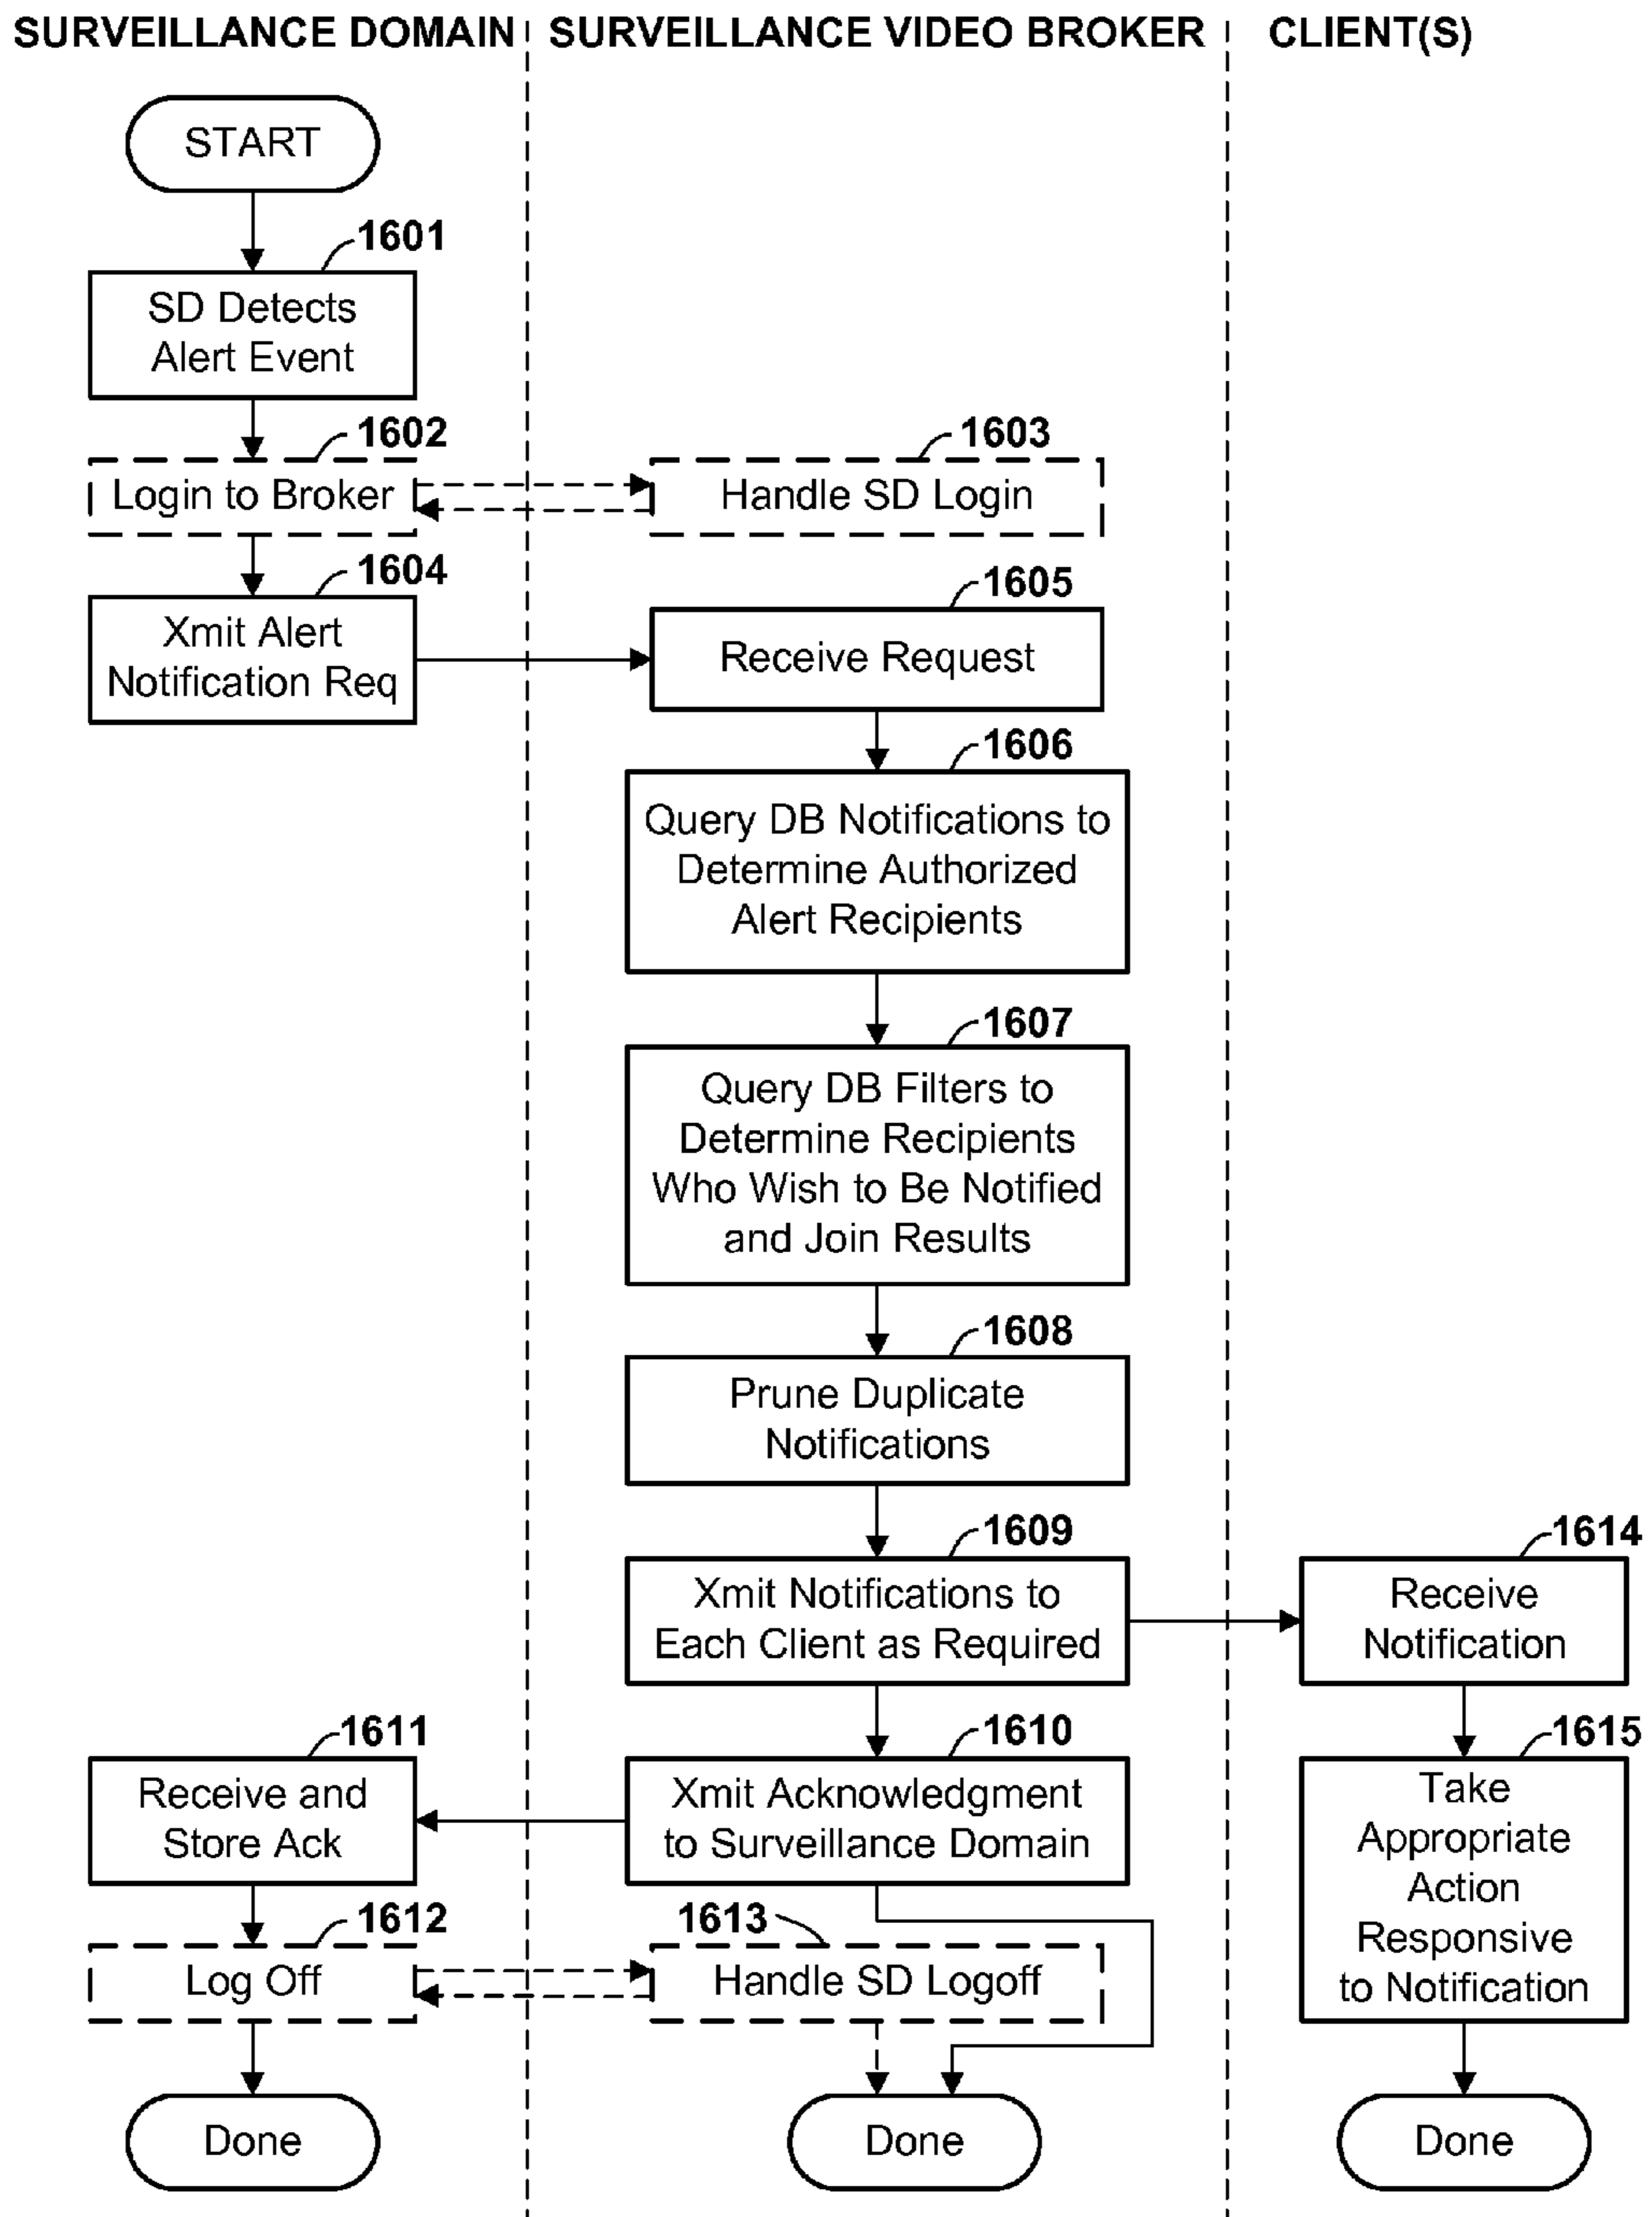 SURVEILLANCE DOMAIN
SURVEILLANCE VIDEO BROKER
CLIENT(S)
START
1601
SD Detects
Alert Event
1602
Login to Broker
1603
Handle SD Login
1604
Xmit Alert
Notification Req
1605
Receive Request
1606
Query DB Notifications to
Determine Authorized
Alert Recipients
1607
Query DB Filters to
Determine Recipients
Who Wish to Be Notified
and Join Results
1608
Prune Duplicate
Notifications
1609
Xmit Notifications to
Each Client as Required
1614
Receive
Notification
1610
Xmit Acknowledgment
to Surveillance Domain
1611
Receive and
Store Ack
1615
Take
Appropriate
Action
Responsive
to Notification
1612
Log Off
1613
Handle SD Logoff
Done
Done
Done